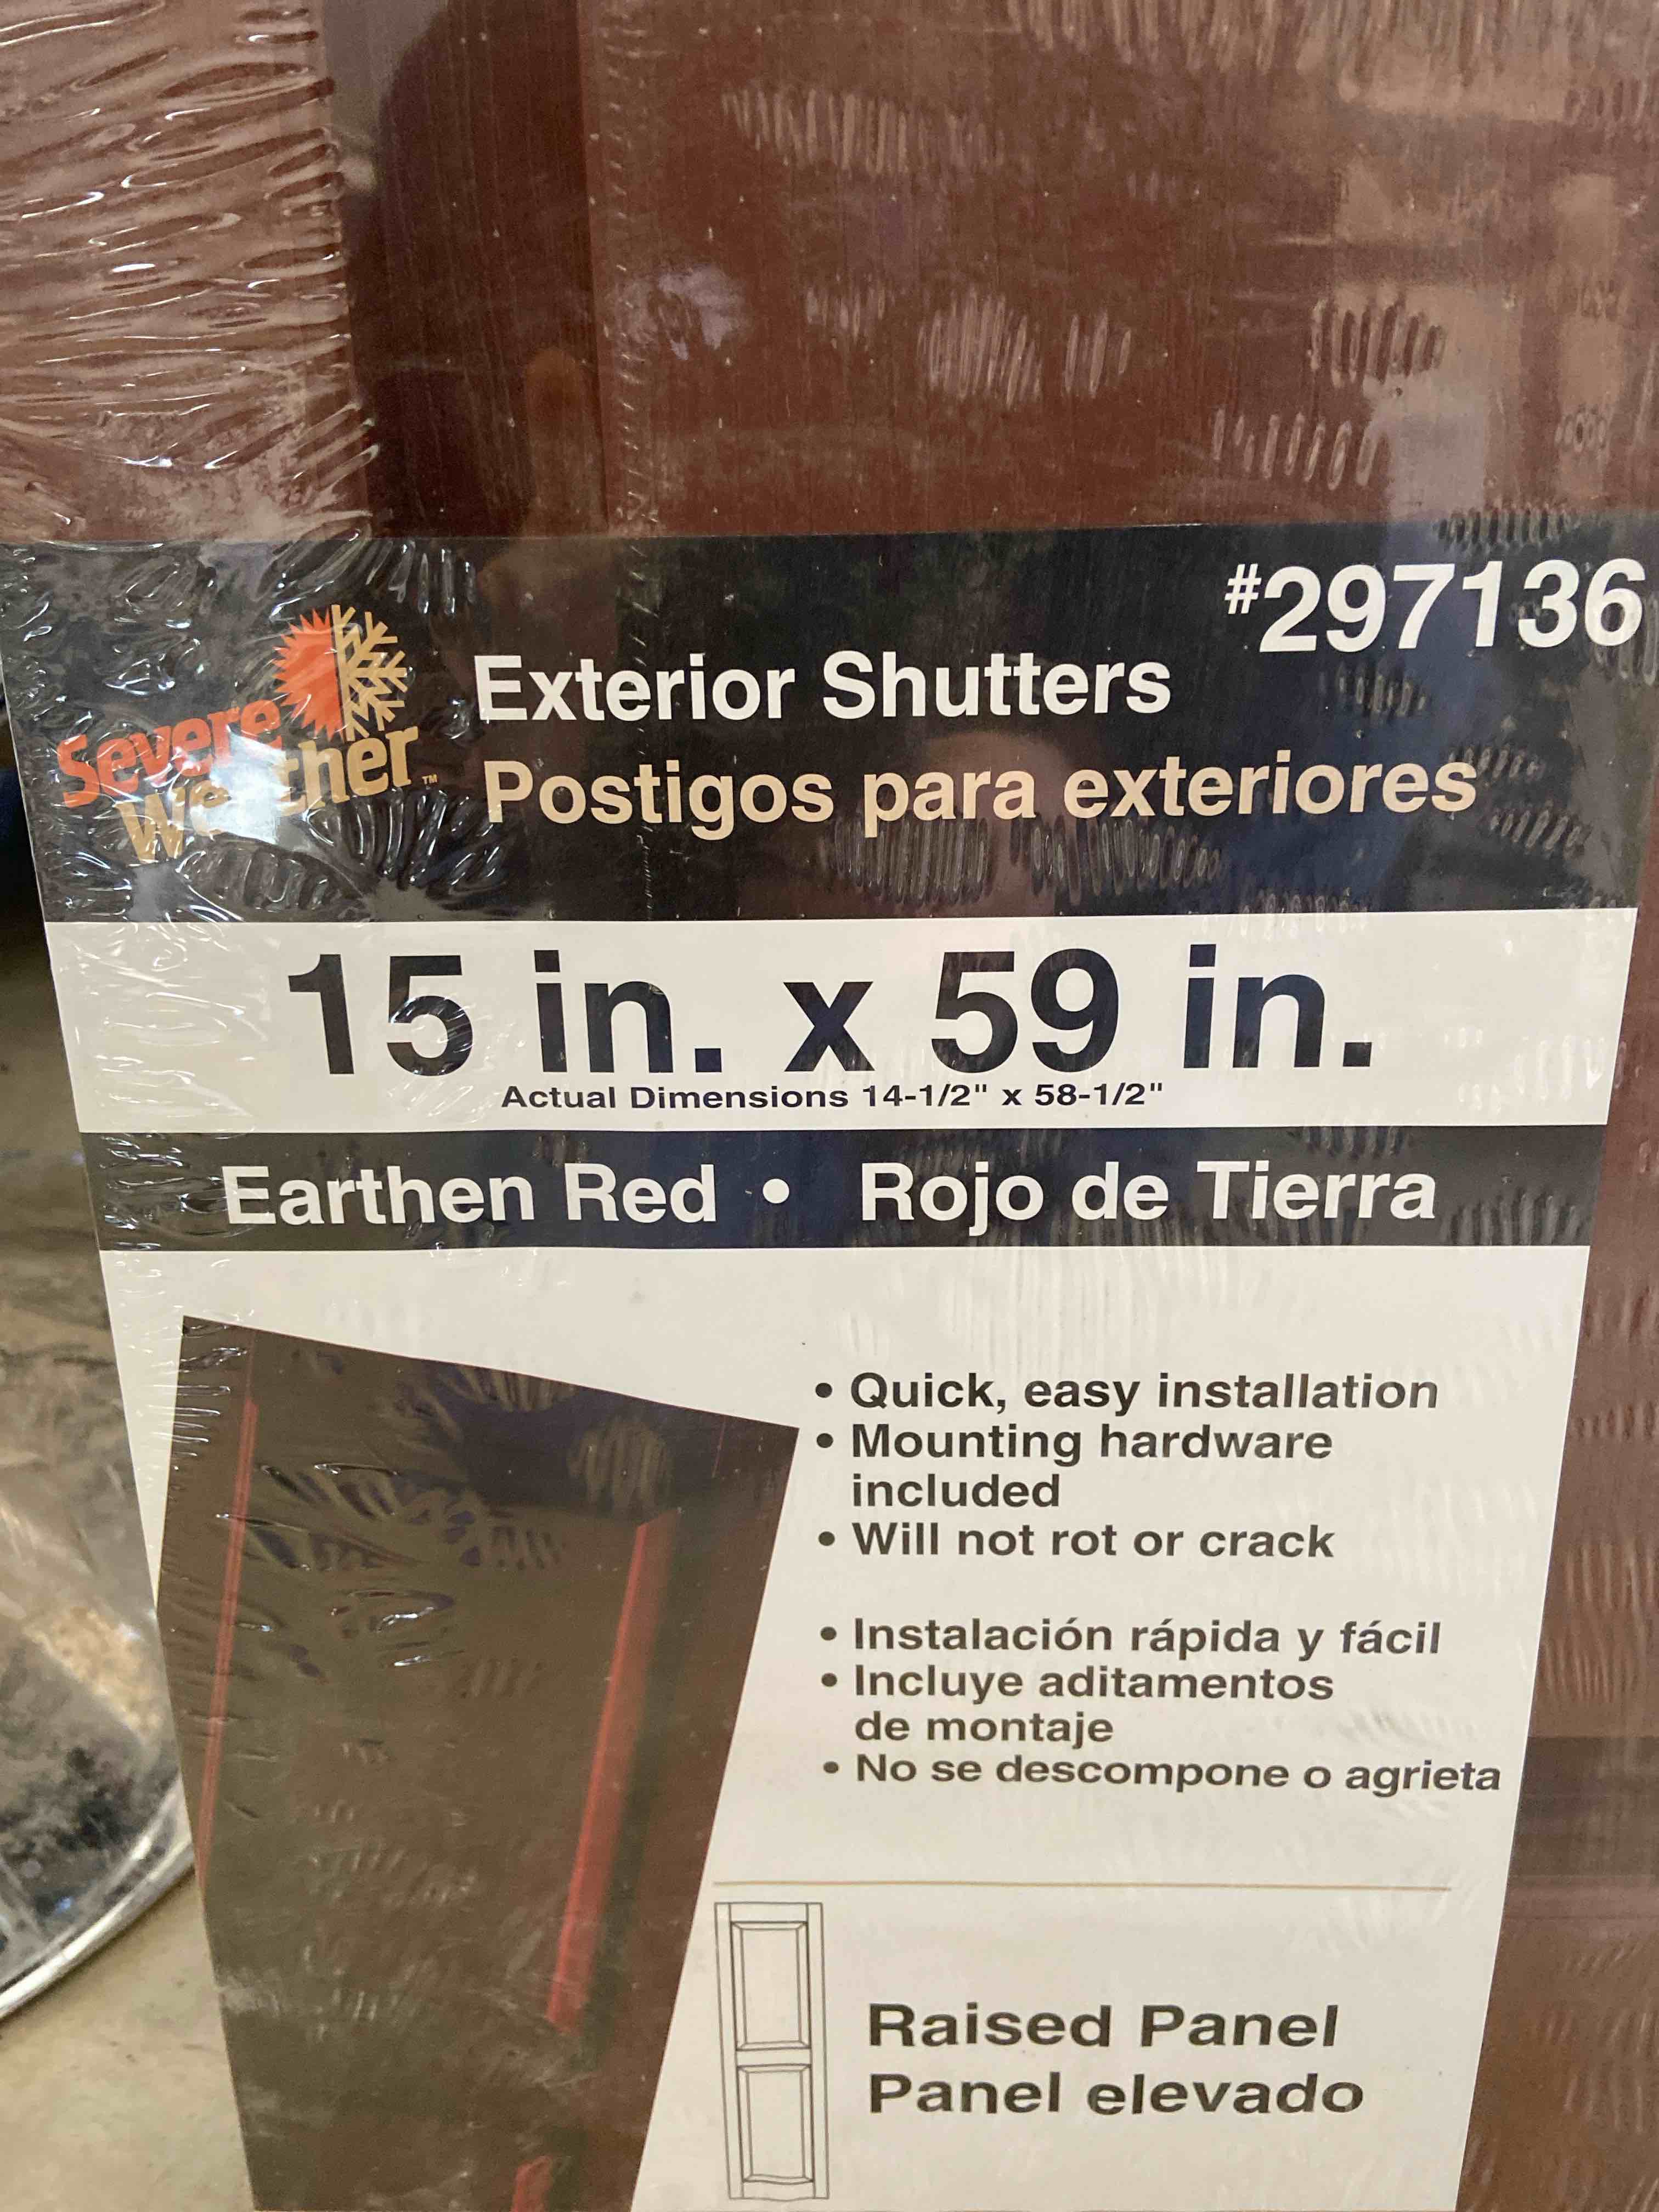 #297136
Severe
Weather™
Exterior Shutters
Postigos para exteriores
15 in. x 59 in.
Actual Dimensions 14-1/2" x 58-1/2"
Earthen Red • Rojo de Tierra
• Quick, easy installation
• Mounting hardware
included
• Will not rot or crack
• Instalación rápida y fácil
• Incluye aditamentos
de montaje
• No se descompone o agrieta
Raised Panel
Panel elevado